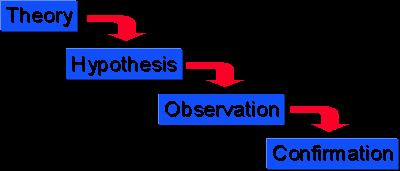 Theory
Hypothesis
Observation
Confirmation